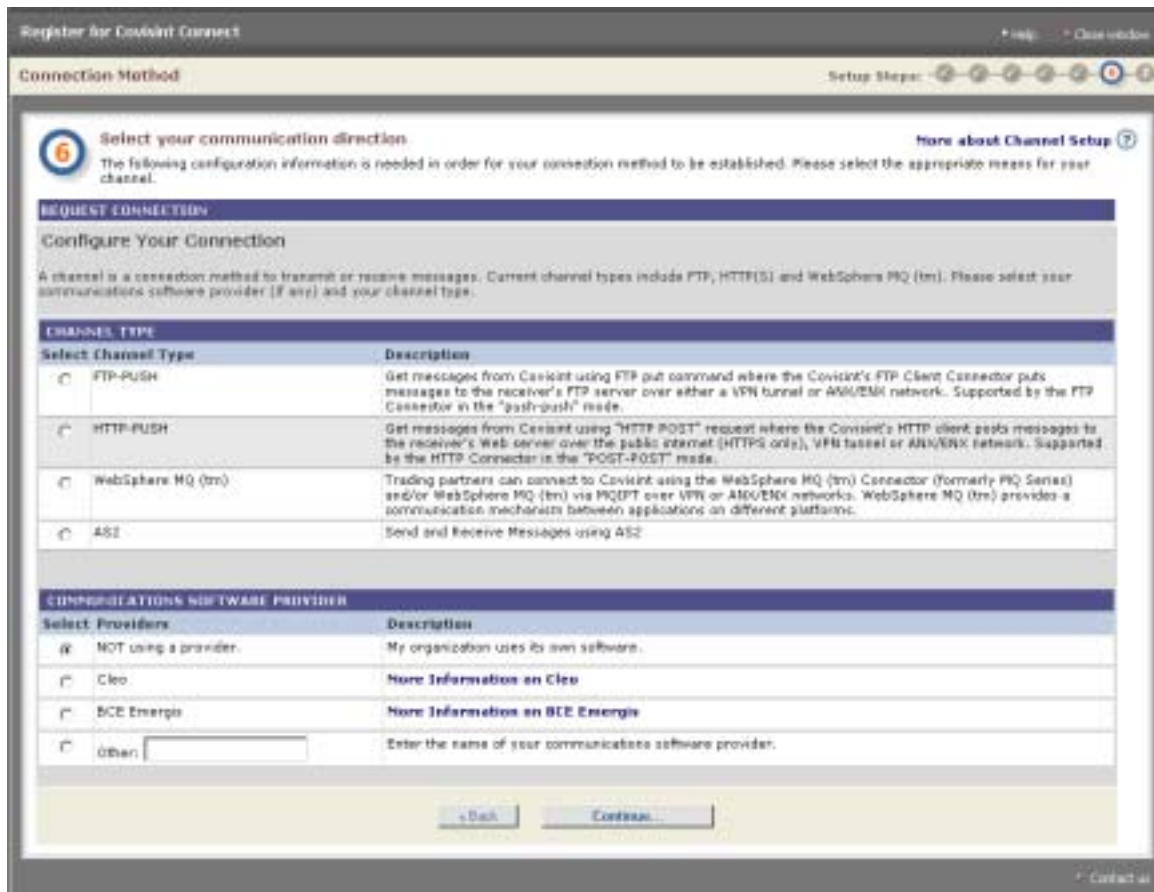 Register for Covisint Connect
Help
Close window
Connection Method
Setup Steps:
6
6
Select your communication direction
More about Channel Setup ?
The following configuration information is needed in order for your connection method to be established. Please select the appropriate means for your
channel.
REQUEST CONNECTION
Configure Your Connection
A channel is a connection method to transmit or receive messages. Current channel types include FTP, HTTP(S) and WebSphere MQ (tm). Please select your
communications software provider (if any) and your channel type.
CHANNEL TYPE
Select Channel Type Description
FTP-PUSH
Get messages from Covisint using FTP put command where the Covisint's FTP Client Connector puts
messages to the receiver's FTP server over either a VPN tunnel or ANX/ENX network. Supported by the FTP
Connector in the "push-push" mode.
HTTP-PUSH
Get messages from Covisint using "HTTP POST" request where the Covisint's HTTP client posts messages to
the receiver's Web server over the public internet (HTTPS only), VPN tunnel or ANX/ENX network. Supported
by the HTTP Connector in the "POST-POST" mode.
WebSphere MQ (tm)
Trading partners can connect to Covisint using the WebSphere MQ (tm) Connector (formerly MQ Series)
and/or WebSphere MQ (tm) via MQIPT over VPN or ANX/ENX networks. WebSphere MQ (tm) provides a
communication mechanism between applications on different platforms.
AS2
Send and Receive Messages using AS2
COMMUNICATIONS SOFTWARE PROVIDER
Select Providers Description
NOT using a provider.
My organization uses its own software.
Cleo
More Information on Cleo
BCE Emergis
More Information on BCE Emergis
Other:
Enter the name of your communications software provider.
‹ Back
Continue...
Contact us